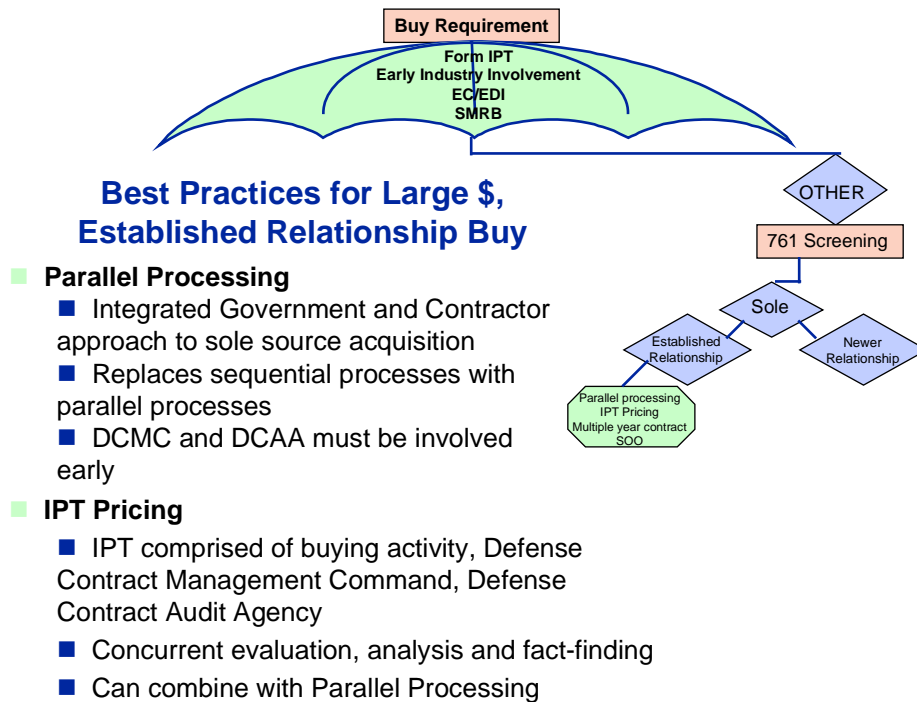 Buy Requirement
Form IPT
Early Industry Involvement
EC/EDI
SMRB
Best Practices for Large $,
Established Relationship Buy
OTHER
761 Screening
Sole
Established
Relationship
Newer
Relationship
Parallel processing
IPT Pricing
Multiple year contract
SOO
Parallel Processing
Integrated Government and Contractor
approach to sole source acquisition
Replaces sequential processes with
parallel processes
DCMC and DCAA must be involved
early
IPT Pricing
IPT comprised of buying activity, Defense
Contract Management Command, Defense
Contract Audit Agency
Concurrent evaluation, analysis and fact-finding
Can combine with Parallel Processing